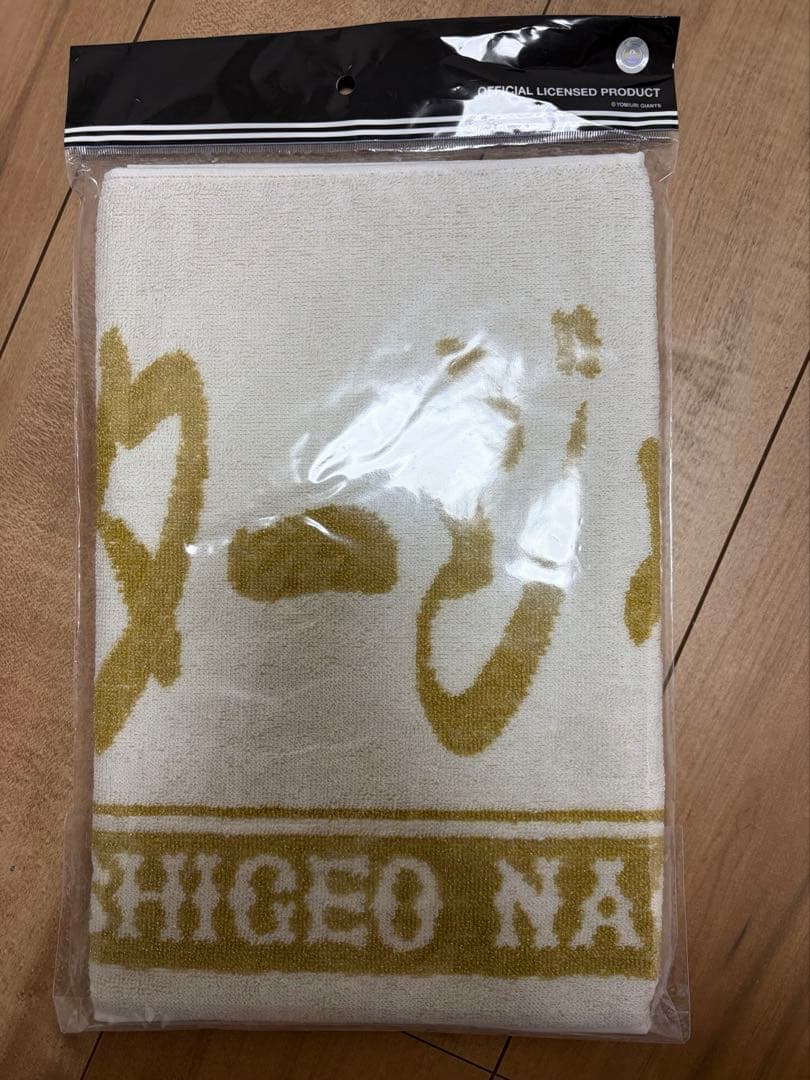 OFFICIAL LICENSED PRODUCT
©YOMIURI GIANTS
SHIGEO NA